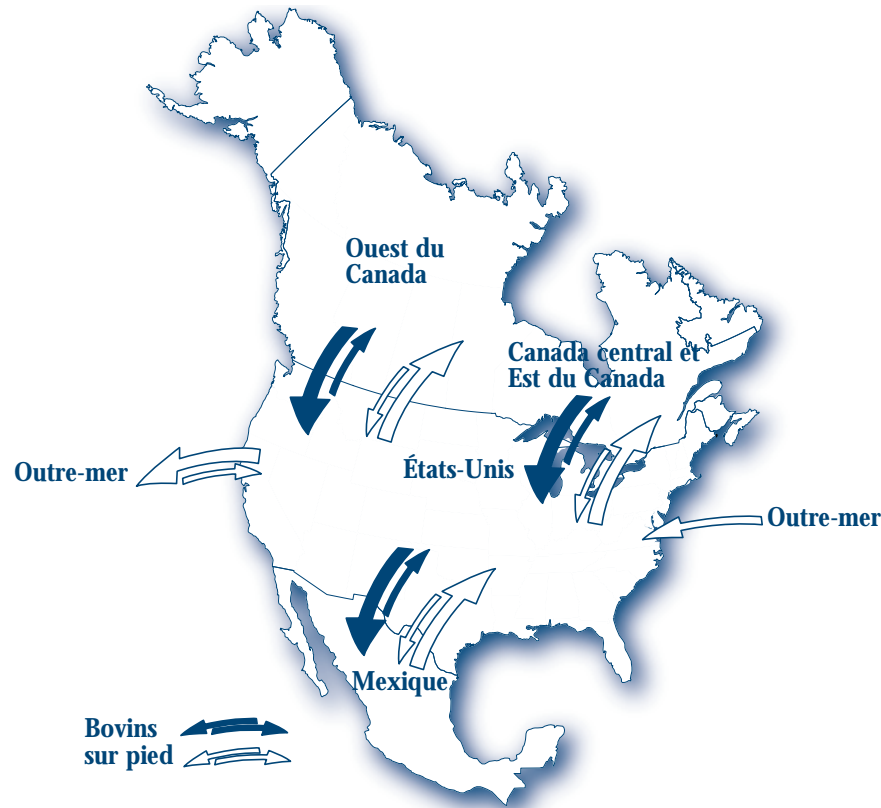 Ouest du
Canada
Canada central et
Est du Canada
Outre-mer
États-Unis
Outre-mer
Mexique
Bovins
sur pied